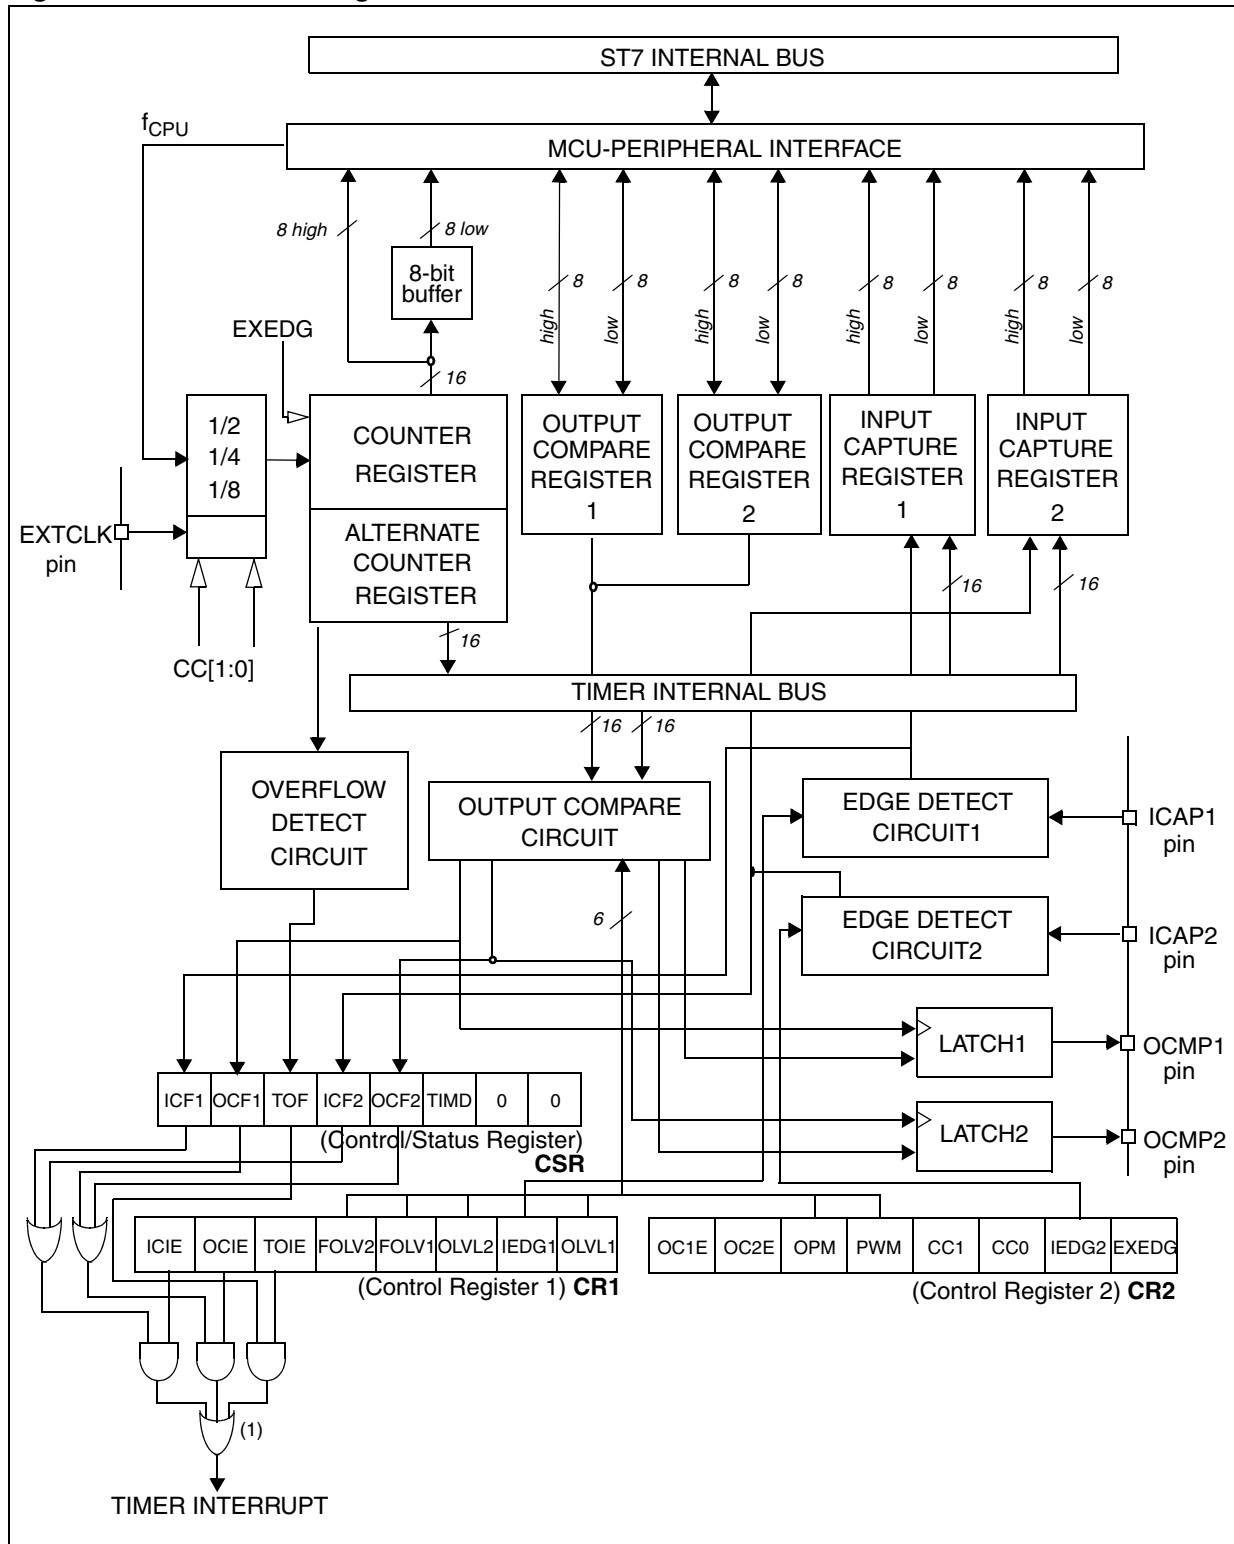 ST7 INTERNAL BUS
fCPU
MCU-PERIPHERAL INTERFACE
8 high
8 low
8-bit
buffer
8
8
8
8
8
8
8
8
high
low
high
low
high
low
high
low
EXEDG
16
1/2
1/4
1/8
COUNTER
REGISTER
OUTPUT
COMPARE
REGISTER
1
OUTPUT
COMPARE
REGISTER
2
INPUT
CAPTURE
REGISTER
1
INPUT
CAPTURE
REGISTER
2
EXTCLK
pin
ALTERNATE
COUNTER
REGISTER
16
16
16
CC[1:0]
TIMER INTERNAL BUS
16
16
OVERFLOW
DETECT
CIRCUIT
OUTPUT COMPARE
CIRCUIT
EDGE DETECT
CIRCUIT1
ICAP1
pin
6
EDGE DETECT
CIRCUIT2
ICAP2
pin
LATCH1
OCMP1
pin
ICF1 OCF1 TOF ICF2 OCF2 TIMD 0 0
(Control/Status Register)
CSR
LATCH2
OCMP2
pin
ICIE OCIE TOIE FOLV2 FOLV1 OLVL2 IEDG1 OLVL1
(Control Register 1) CR1
OC1E OC2E OPM PWM CC1 CC0 IEDG2 EXEDG
(Control Register 2) CR2
(1)
TIMER INTERRUPT